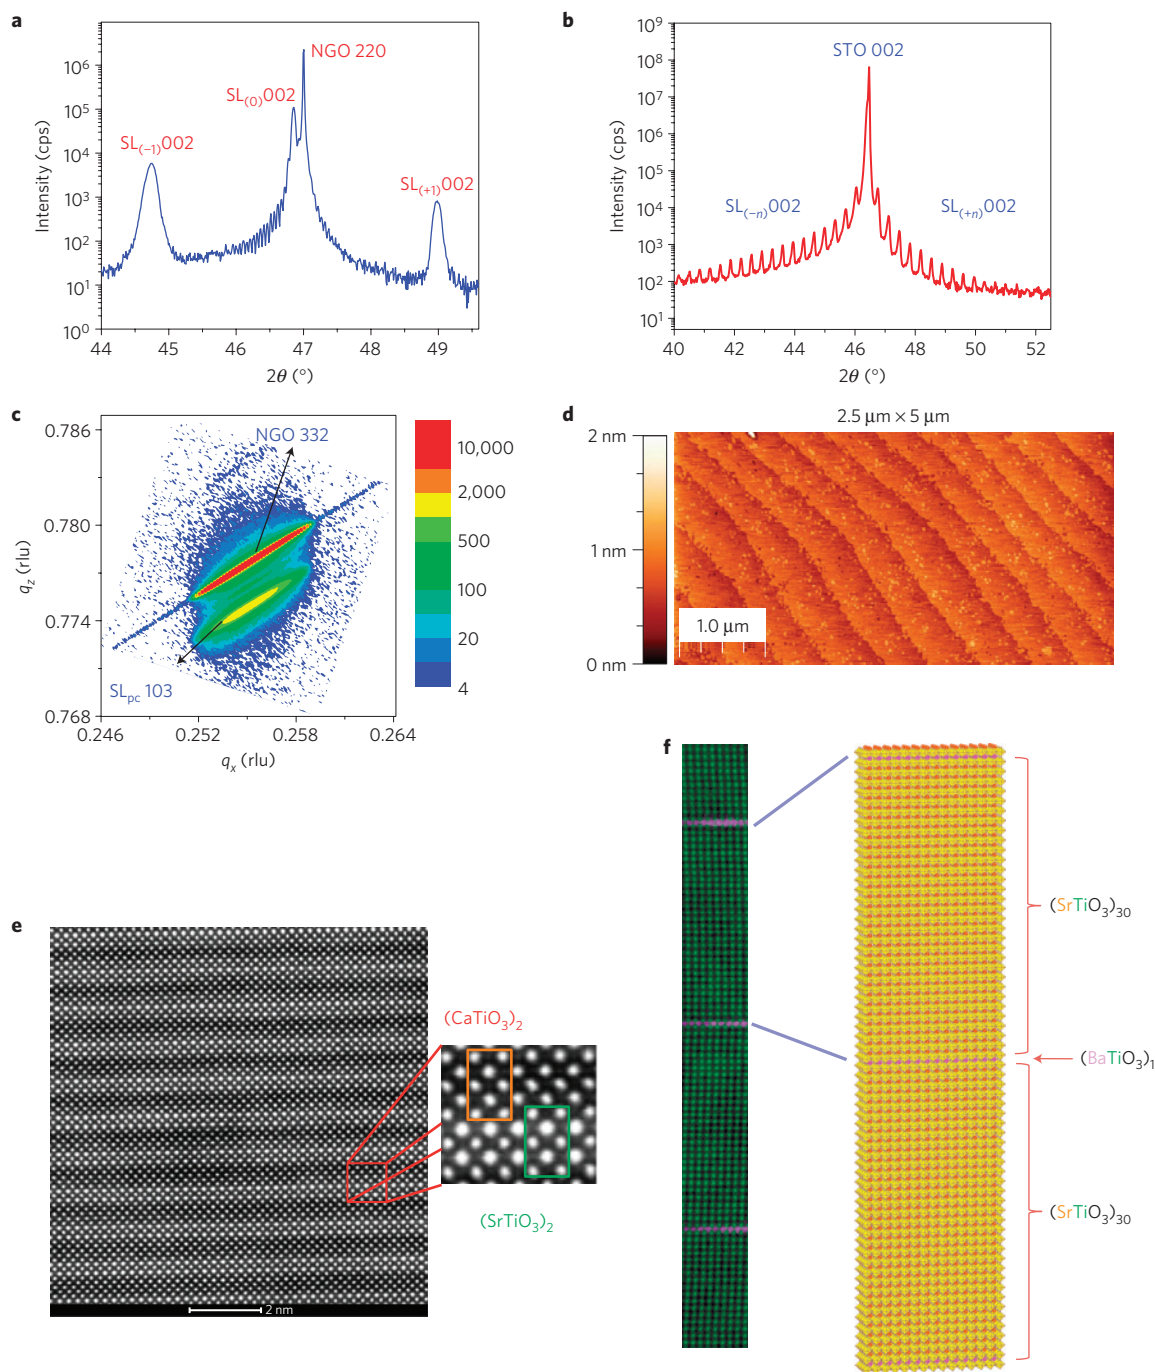 a
NGO 220
SL(0)002
SL(−1)002
SL(+1)002
10⁶
10⁵
10⁴
10³
10²
10¹
10⁰
Intensity (cps)
44 45 46 47 48 49
2θ (°)
b
STO 002
SL(−n)002
SL(+n)002
10⁹
10⁸
10⁷
10⁶
10⁵
10⁴
10³
10²
10¹
Intensity (cps)
40 42 44 46 48 50 52
2θ (°)
c
NGO 332
SLpc 103
0.786
0.780
0.774
0.768
qz (rlu)
0.246 0.252 0.258 0.264
qx (rlu)
10,000
2,000
500
100
20
4
d
2.5 μm × 5 μm
2 nm
1 nm
0 nm
1.0 μm
e
2 nm
(CaTiO₃)₂
(SrTiO₃)₂
f
(SrTiO₃)₃₀
(BaTiO₃)₁
(SrTiO₃)₃₀